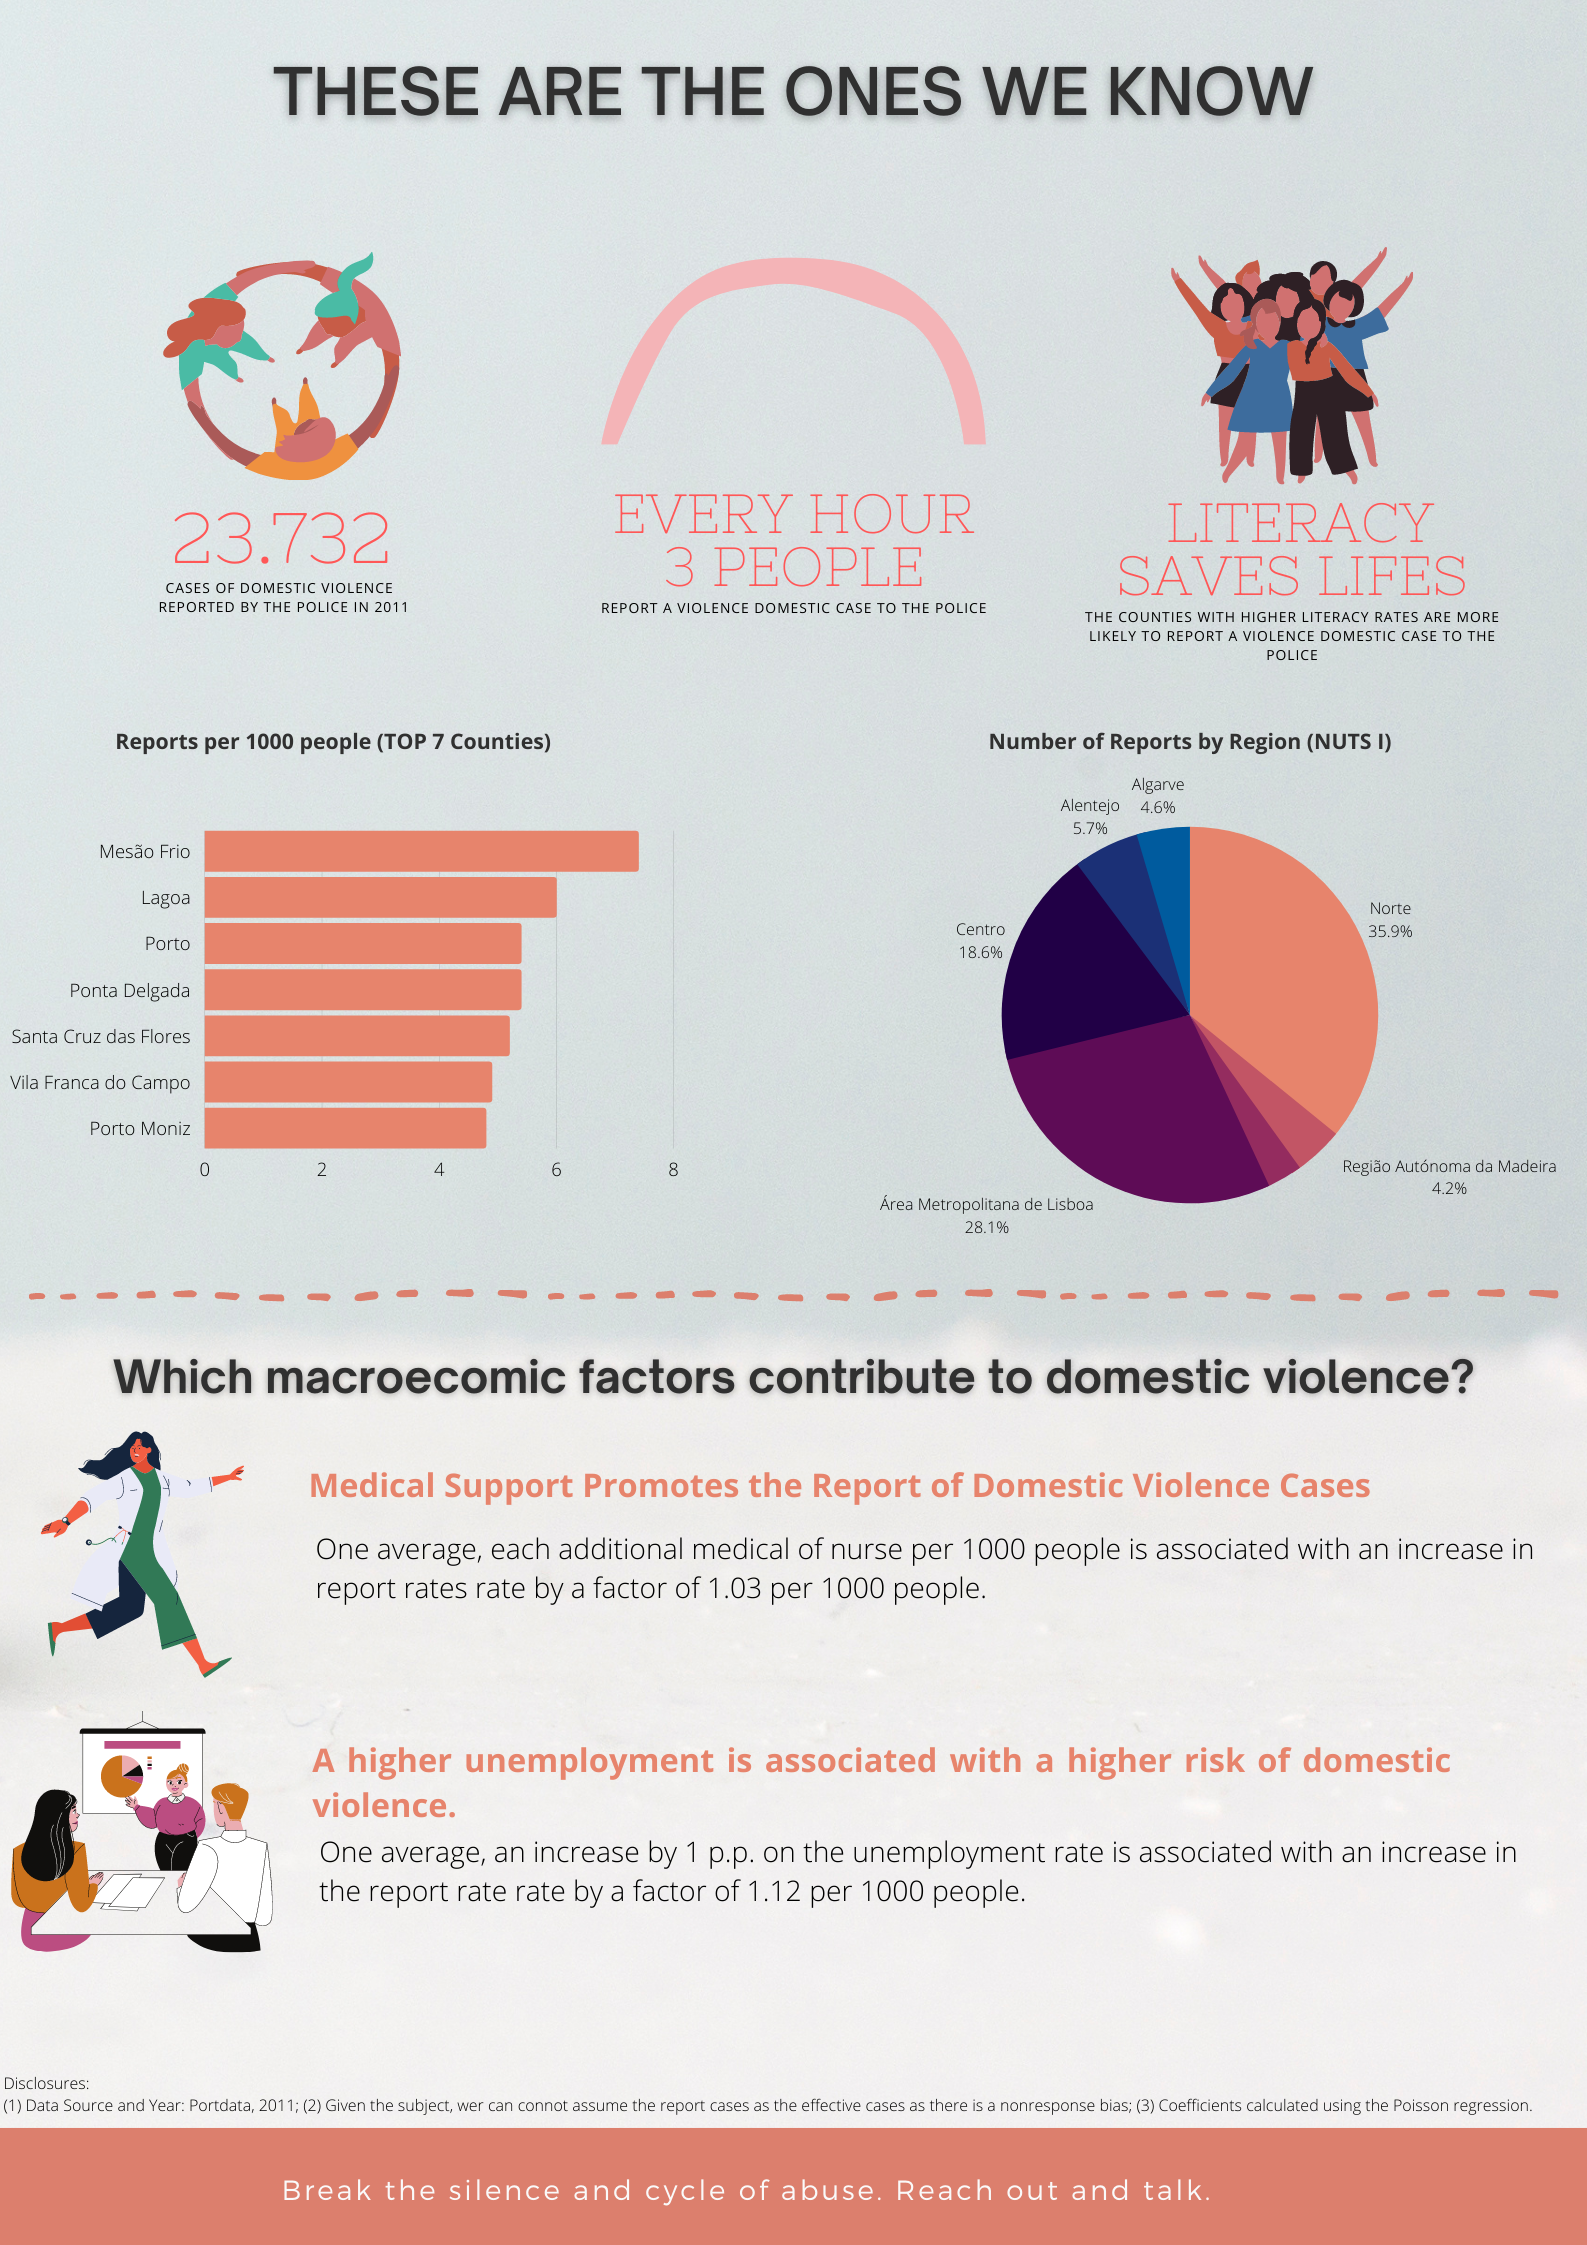 THESE ARE THE ONES WE KNOW
23.732
CASES OF DOMESTIC VIOLENCE
REPORTED BY THE POLICE IN 2011
EVERY HOUR
3 PEOPLE
REPORT A VIOLENCE DOMESTIC CASE TO THE POLICE
LITERACY
SAVES LIFES
THE COUNTIES WITH HIGHER LITERACY RATES ARE MORE
LIKELY TO REPORT A VIOLENCE DOMESTIC CASE TO THE
POLICE
Reports per 1000 people (TOP 7 Counties)
Mesão Frio
Lagoa
Porto
Ponta Delgada
Santa Cruz das Flores
Vila Franca do Campo
Porto Moniz
0 2 4 6 8
Number of Reports by Region (NUTS I)
Algarve
4.6%
Alentejo
5.7%
Norte
35.9%
Centro
18.6%
Região Autónoma da Madeira
4.2%
Área Metropolitana de Lisboa
28.1%
Which macroecomic factors contribute to domestic violence?
Medical Support Promotes the Report of Domestic Violence Cases
One average, each additional medical of nurse per 1000 people is associated with an increase in
report rates rate by a factor of 1.03 per 1000 people.
A higher unemployment is associated with a higher risk of domestic
violence.
One average, an increase by 1 p.p. on the unemployment rate is associated with an increase in
the report rate rate by a factor of 1.12 per 1000 people.
Disclosures:
(1) Data Source and Year: Portdata, 2011; (2) Given the subject, wer can connot assume the report cases as the effective cases as there is a nonresponse bias; (3) Coefficients calculated using the Poisson regression.
Break the silence and cycle of abuse. Reach out and talk.